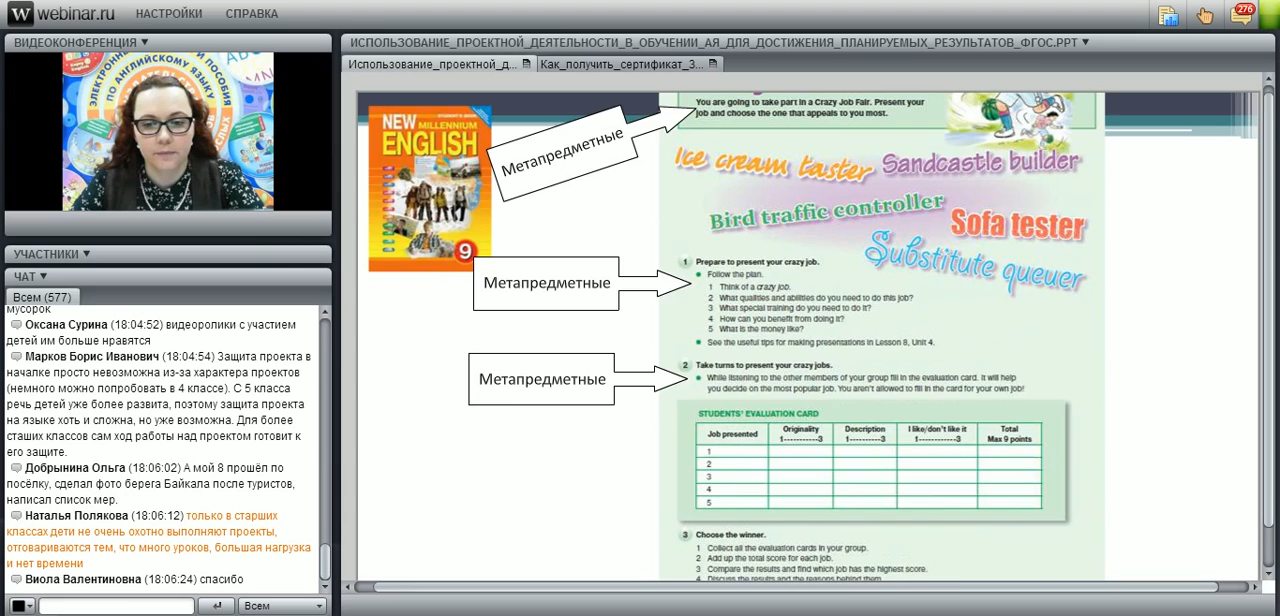 webinar.ru НАСТРОЙКИ СПРАВКА 276
ВИДЕОКОНФЕРЕНЦИЯ
ЭЛЕКТРОННЫЕ ПОСОБИЯ
ПО АНГЛИЙСКОМУ ЯЗЫКУ
УЧАСТНИКИ
ЧАТ
Всем (577)
мусорок
Оксана Сурина (18:04:52) видеоролики с участием
детей им больше нравятся
Марков Борис Иванович (18:04:54) Защита проекта в
началке просто невозможна из-за характера проектов
(немного можно попробовать в 4 классе). С 5 класса
речь детей уже более развита, поэтому защита проекта
на языке хоть и сложна, но уже возможна. Для более
сташих классов сам ход работы над проектом готовит к
его защите.
Добрынина Ольга (18:06:02) А мой 8 прошёл по
посёлку, сделал фото берега Байкала после туристов,
написал список мер.
Наталья Полякова (18:06:12) только в старших
классах дети не очень охотно выполняют проекты,
отговариваются тем, что много уроков, большая нагрузка
и нет времени
Виола Валентиновна (18:06:24) спасибо
Всем
ИСПОЛЬЗОВАНИЕ_ПРОЕКТНОЙ_ДЕЯТЕЛЬНОСТИ_В_ОБУЧЕНИИ_АЯ_ДЛЯ_ДОСТИЖЕНИЯ_ПЛАНИРУЕМЫХ_РЕЗУЛЬТАТОВ_ФГОС.PPT
Использование_проектной_д... Как_получить_сертификат_3...
NEW
MILLENNIUM
ENGLISH
STUDENT'S BOOK
9
Метапредметные
Метапредметные
Метапредметные
You are going to take part in a Crazy Job Fair. Present your
job and choose the one that appeals to you most.
Ice cream taster Sandcastle builder
Bird traffic controller Sofa tester
Substitute queuer
1 Prepare to present your crazy job.
• Follow the plan.
1 Think of a crazy job.
2 What qualities and abilities do you need to do this job?
3 What special training do you need to do it?
4 How can you benefit from doing it?
5 What is the money like?
• See the useful tips for making presentations in Lesson 8, Unit 4.
2 Take turns to present your crazy jobs.
• While listening to the other members of your group fill in the evaluation card. It will help
you decide on the most popular job. You aren't allowed to fill in the card for your own job!
STUDENTS' EVALUATION CARD
Job presented Originality 1-----------3 Description 1-----------3 I like/don't like it 1-----------3 Total Max 9 points
1
2
3
4
5
3 Choose the winner.
1 Collect all the evaluation cards in your group.
2 Add up the total score for each job.
3 Compare the results and find which job has the highest score.
4 Discuss the results and the reasons behind them.